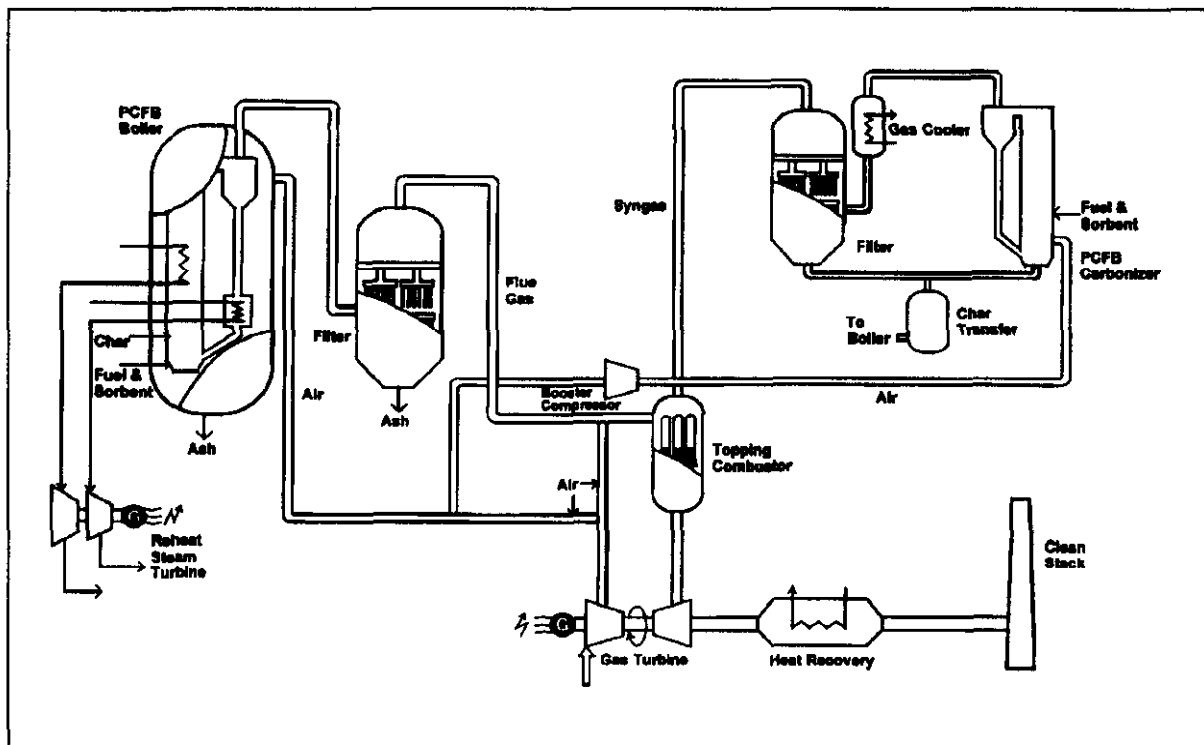 PCFB
Boiler
Gas Cooler
Syngas
Fuel &
Sorbent
Filter
PCFB
Carbonizer
Flue
Gas
Char
Transfer
To
Boiler
Char
Filter
Fuel &
Sorbent
Air
Booster
Compressor
Air
Ash
Ash
Topping
Combustor
Air
G
Reheat
Steam
Turbine
Clean
Stack
G
Gas Turbine
Heat Recovery